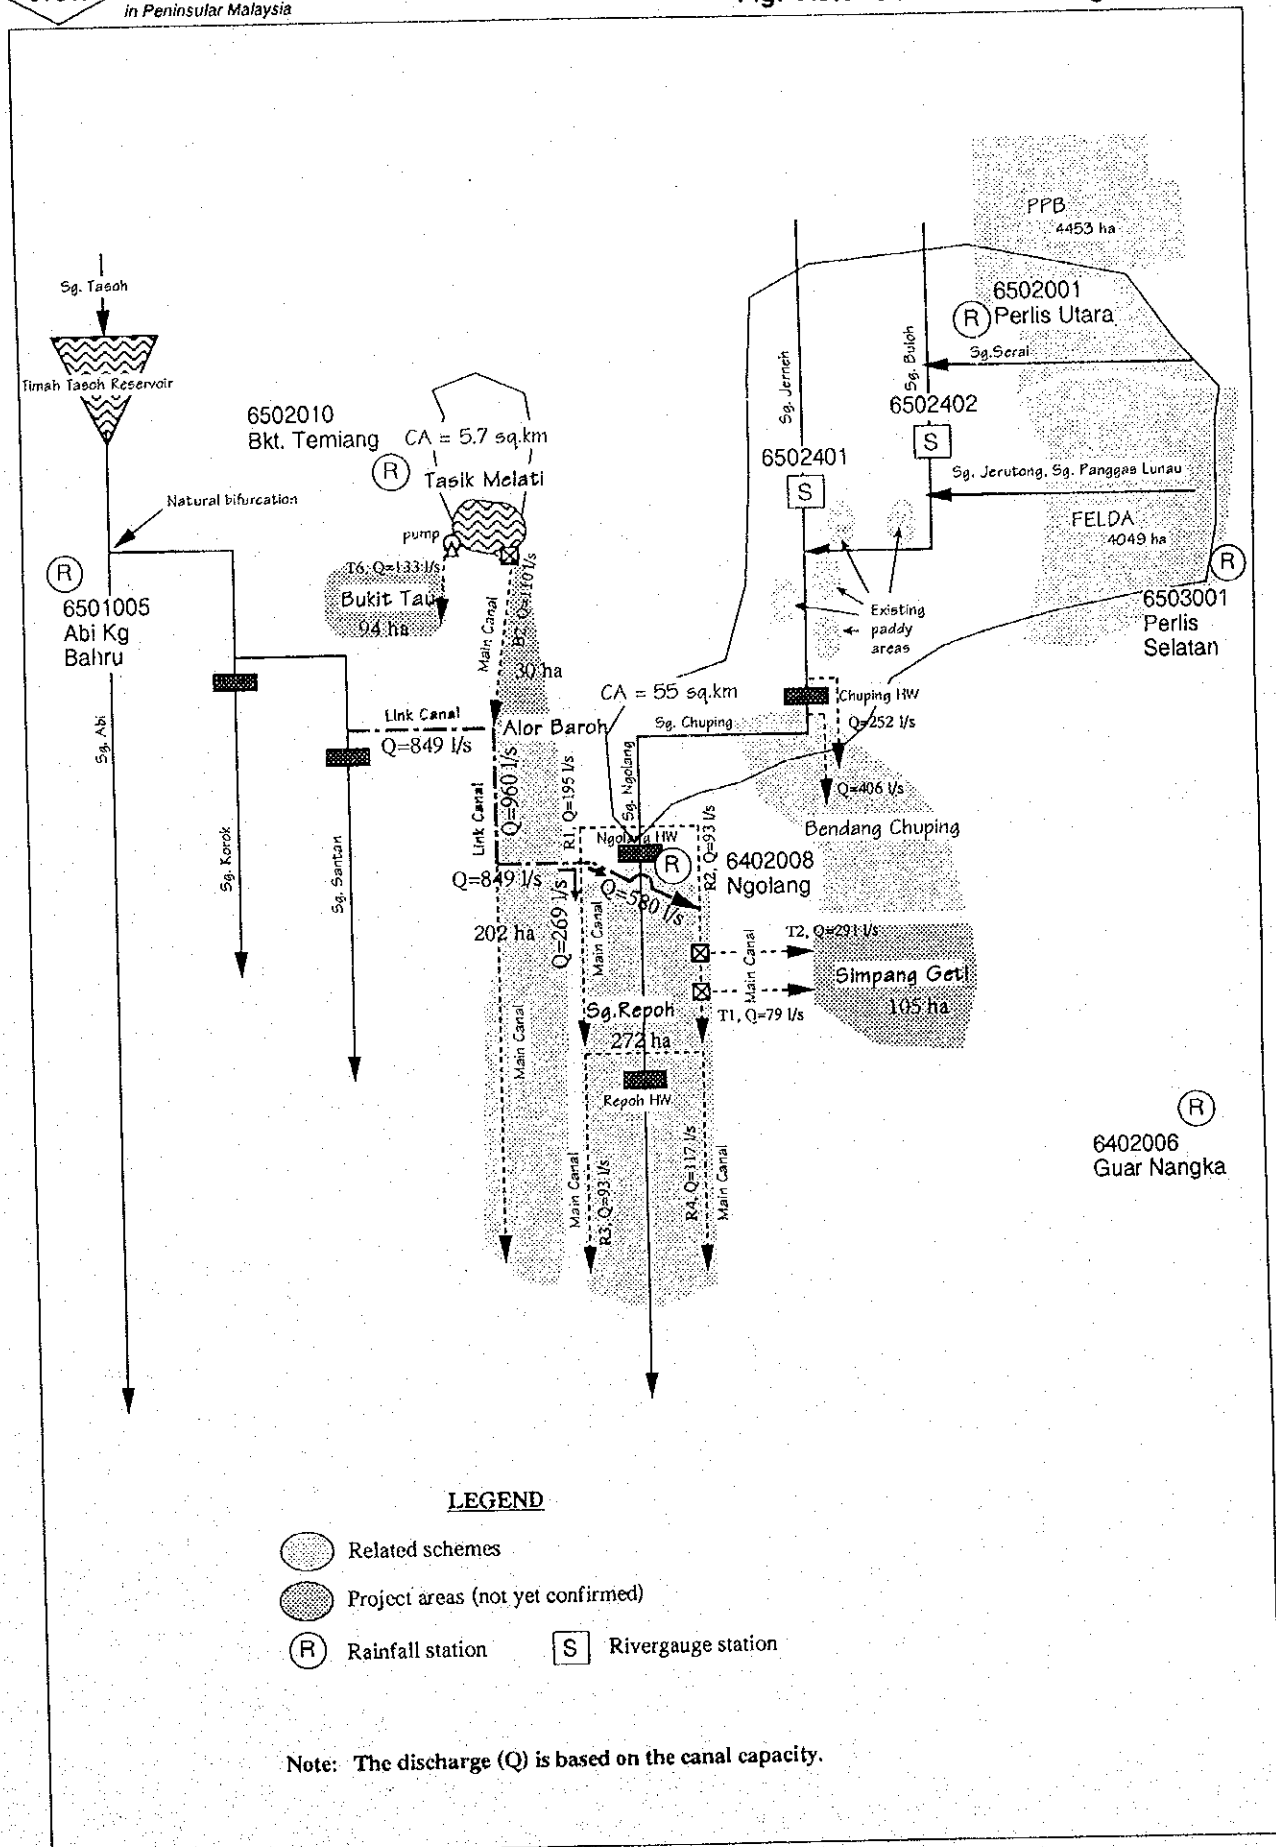 in Peninsular Malaysia
PPB
4453 ha
Sg. Tasoh
6502001
Perlis Utara
R
Sg.Serai
Timah Tasoh Reservoir
Sg. Jerneh
Sg. Buloh
6502010
Bkt. Temiang
R
CA = 5.7 sq.km
Tasik Melati
6502402
S
6502401
S
Sg. Jerutong, Sg. Panggas Lunau
Natural bifurcation
pump
FELDA
4049 ha
R
6503001
Perlis
Selatan
T6, Q=133 l/s
Bukit Tau
94 ha
B2, Q=110 l/s
Main Canal
30 ha
R
6501005
Abi Kg
Bahru
Existing
paddy
areas
CA = 55 sq.km
Chuping HW
Q=252 l/s
Sg. Chuping
Link Canal
Q=849 l/s
Alor Baroh
Sg. Abi
Q=960 l/s
Link Canal
R1, Q=195 l/s
Sg. Ngolang
Q=406 l/s
Bendang Chuping
R2, Q=93 l/s
HW
R
6402008
Ngolang
Sg. Korok
Sg. Santan
Q=849 l/s
Q=580 l/s
Q=269 l/s
Main Canal
202 ha
T2, Q=291 l/s
Main Canal
Simpang Geti
105 ha
T1, Q=79 l/s
Sg.Repoh
272 ha
Main Canal
Repoh HW
R
6402006
Guar Nangka
Main Canal
R3, Q=93 l/s
R4, Q=117 l/s
Main Canal
LEGEND
Related schemes
Project areas (not yet confirmed)
R Rainfall station
S Rivergauge station
Note: The discharge (Q) is based on the canal capacity.